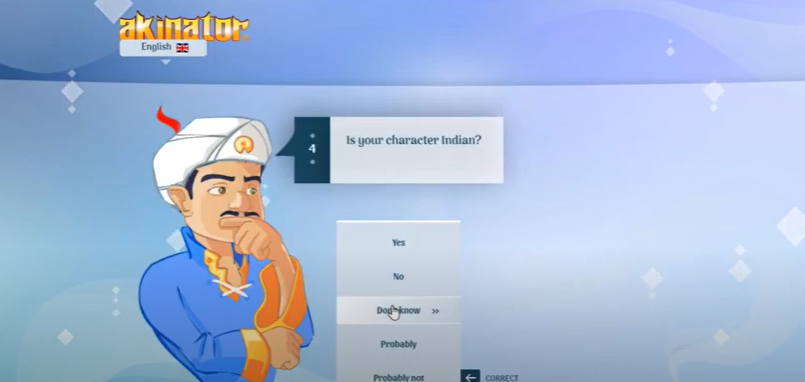 akinator.
English
4
Is your character Indian?
Yes
No
Don't know »
Probably
Probably not
CORRECT